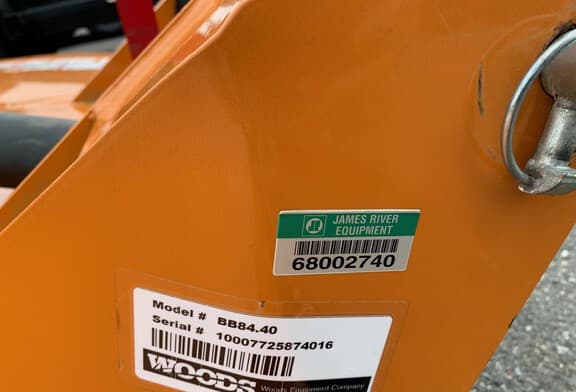 JAMES RIVER
EQUIPMENT
68002740
Model # BB84.40
Serial # 10007725874016
WOODS Woods Equipment Company